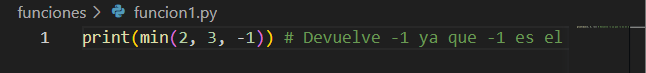 funciones > funcion1.py
1 print(min(2, 3, -1)) # Devuelve -1 ya que -1 es el